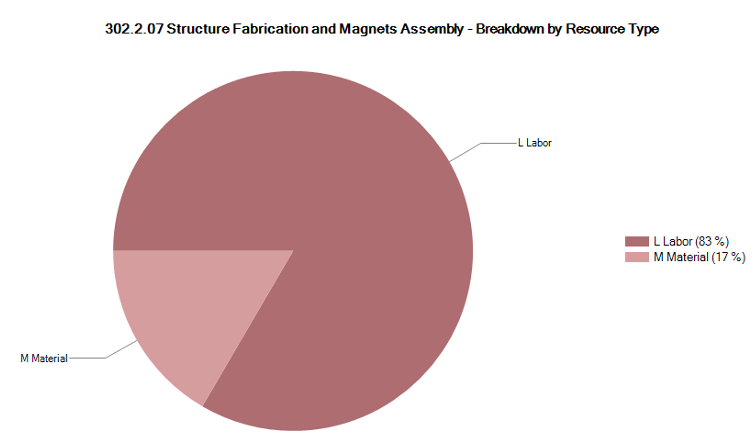 302.2.07 Structure Fabrication and Magnets Assembly - Breakdown by Resource Type
L Labor
L Labor (83 %)
M Material (17 %)
M Material